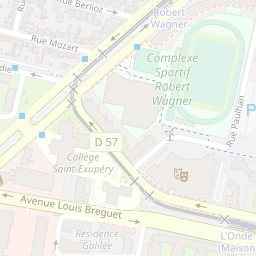 Rue Berlioz
Robert
Wagner
Rue Mozart
Complexe
Sportif
Robert
Wagner
die
Rue Paulhan
P
D 57
Collège
Saint-Exupéry
Avenue Louis Breguet
Résidence
Galilée
L'Onde
(Maison